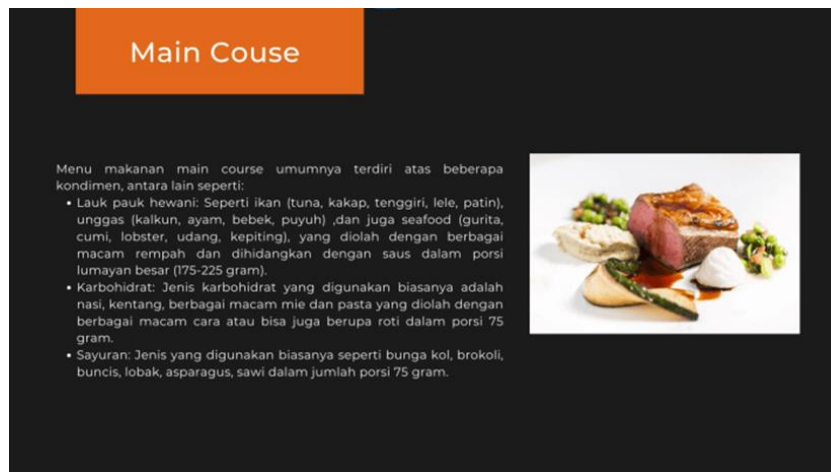 Main Couse
Menu makanan main course umumnya terdiri atas beberapa
kondimen, antara lain seperti:
• Lauk pauk hewani: Seperti ikan (tuna, kakap, tenggiri, lele, patin),
unggas (kalkun, ayam, bebek, puyuh) ,dan juga seafood (gurita,
cumi, lobster, udang, kepiting), yang diolah dengan berbagai
macam rempah dan dihidangkan dengan saus dalam porsi
lumayan besar (175-225 gram).
• Karbohidrat: Jenis karbohidrat yang digunakan biasanya adalah
nasi, kentang, berbagai macam mie dan pasta yang diolah dengan
berbagai macam cara atau bisa juga berupa roti dalam porsi 75
gram.
• Sayuran: Jenis yang digunakan biasanya seperti bunga kol, brokoli,
buncis, lobak, asparagus, sawi dalam jumlah porsi 75 gram.